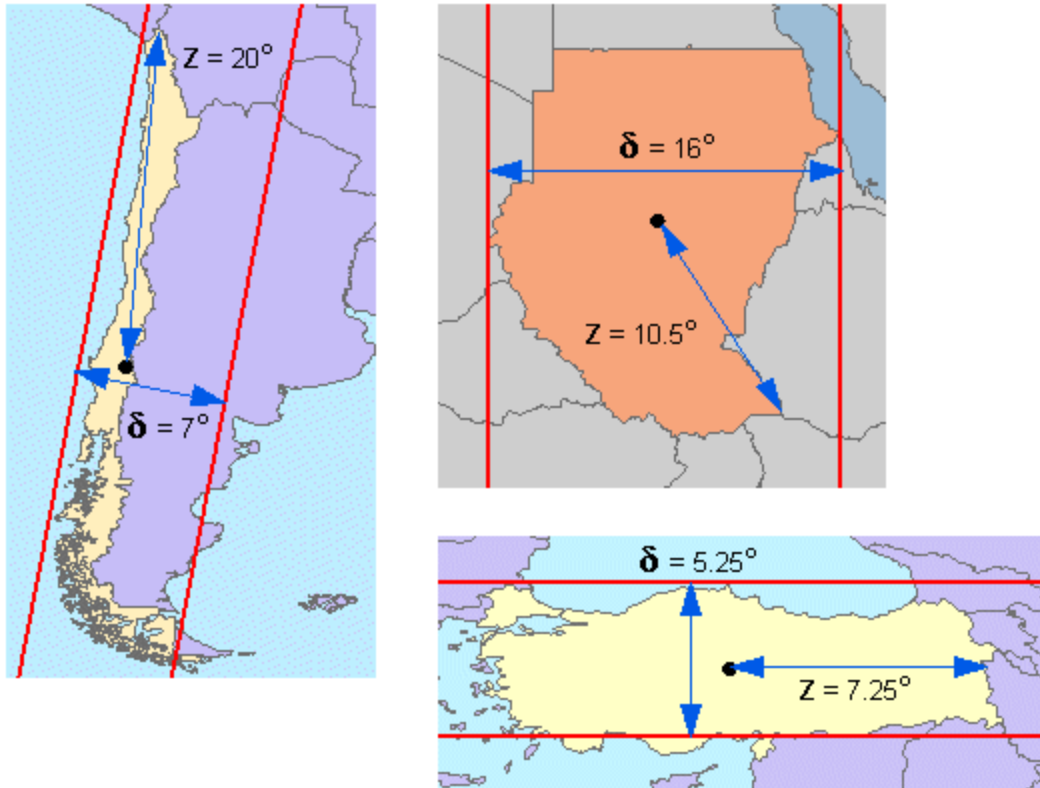 Z = 20°
δ = 7°
δ = 16°
Z = 10.5°
δ = 5.25°
Z = 7.25°